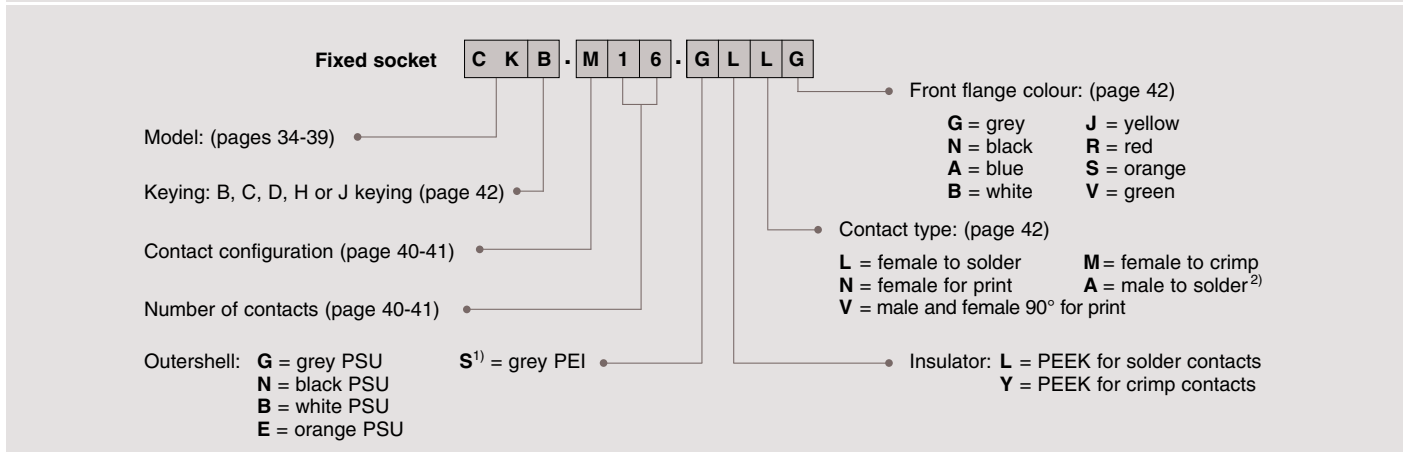 Fixed socket C K B . M 1 6 . G L L G
Front flange colour: (page 42)
G = grey J = yellow
N = black R = red
A = blue S = orange
B = white V = green
Model: (pages 34-39)
Keying: B, C, D, H or J keying (page 42)
Contact type: (page 42)
L = female to solder M = female to crimp
N = female for print A = male to solder 2)
V = male and female 90° for print
Contact configuration (page 40-41)
Number of contacts (page 40-41)
Outershell: G = grey PSU S1) = grey PEI
N = black PSU
B = white PSU
E = orange PSU
Insulator: L = PEEK for solder contacts
Y = PEEK for crimp contacts